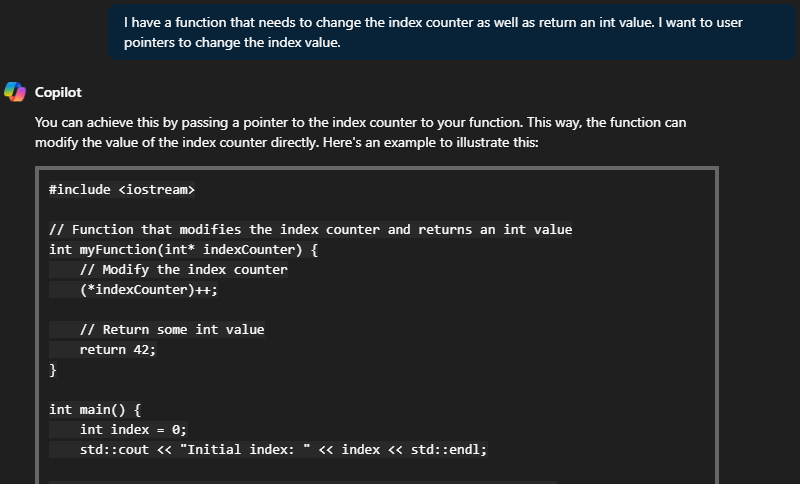 I have a function that needs to change the index counter as well as return an int value. I want to user
pointers to change the index value.
Copilot
You can achieve this by passing a pointer to the index counter to your function. This way, the function can
modify the value of the index counter directly. Here's an example to illustrate this:
#include <iostream>
// Function that modifies the index counter and returns an int value
int myFunction(int* indexCounter) {
    // Modify the index counter
    (*indexCounter)++;
    // Return some int value
    return 42;
}
int main() {
    int index = 0;
    std::cout << "Initial index: " << index << std::endl;